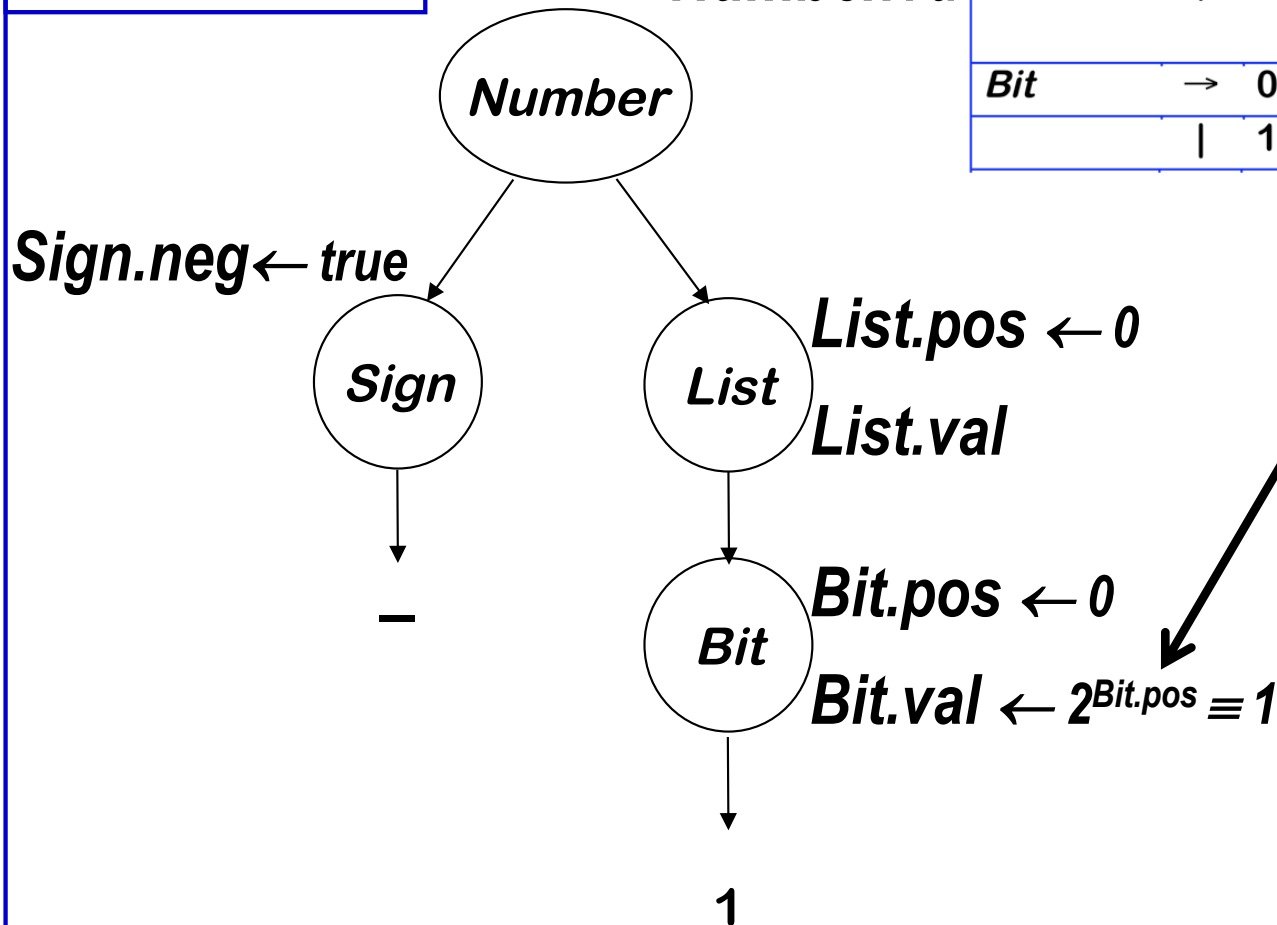 Number
Bit → 0
| 1
Sign.neg ← true
Sign
List
List.pos ← 0
List.val
–
Bit
Bit.pos ← 0
Bit.val ← 2^Bit.pos ≡ 1
1